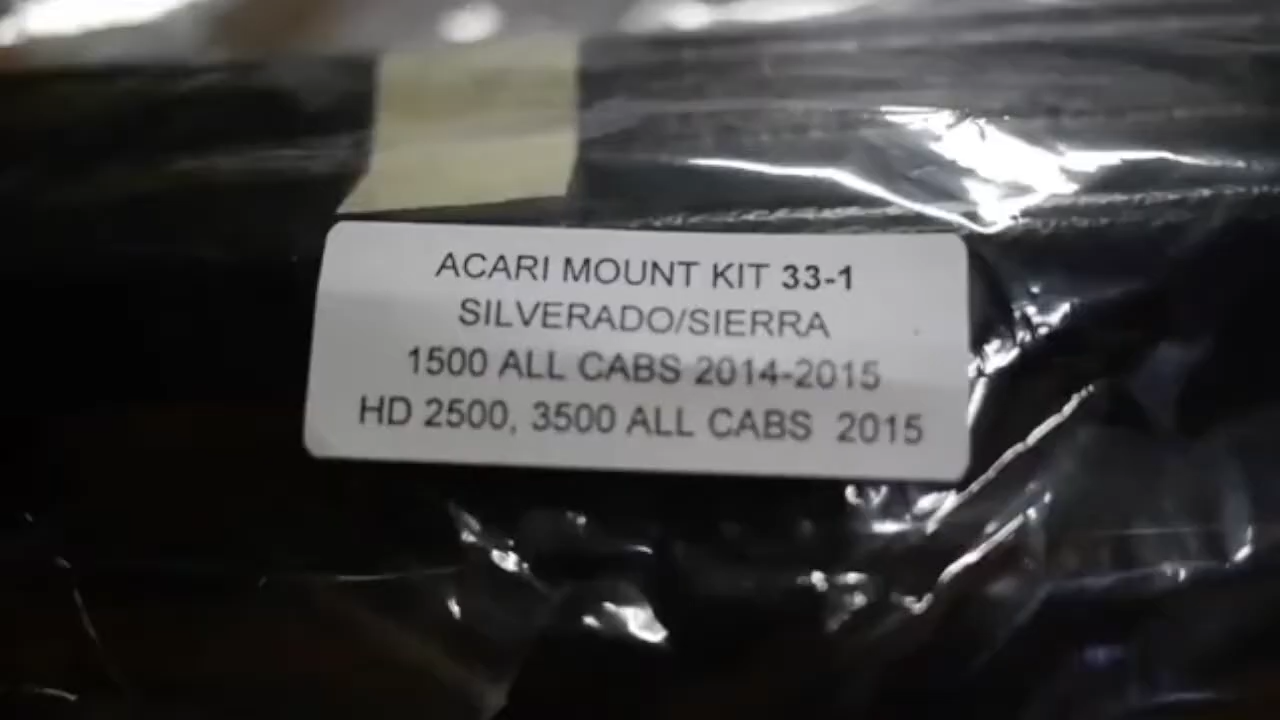 ACARI MOUNT KIT 33-1
SILVERADO/SIERRA
1500 ALL CABS 2014-2015
HD 2500, 3500 ALL CABS 2015